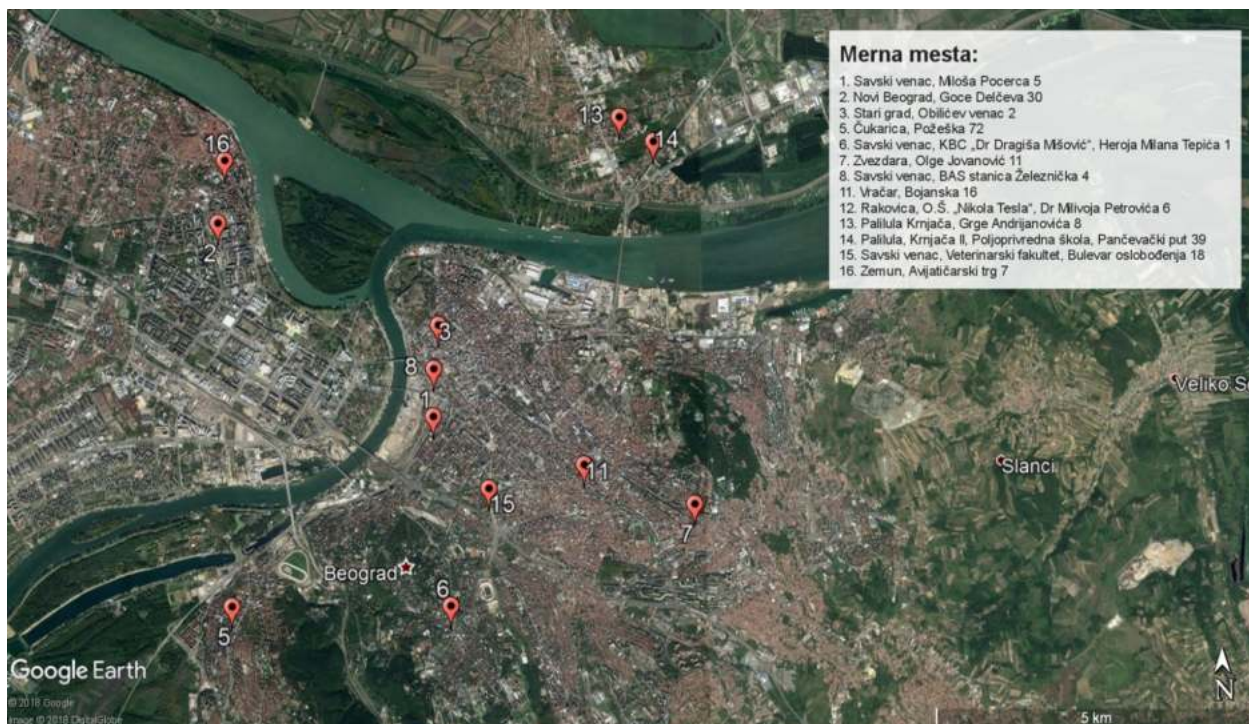 Merna mesta:
1. Savski venac, Miloša Pocerca 5
2. Novi Beograd, Goce Delčeva 30
3. Stari grad, Obilićev venac 2
5. Čukarica, Požeška 72
6. Savski venac, KBC „Dr Dragiša Mišović“, Heroja Milana Tepića 1
7. Zvezdara, Olge Jovanović 11
8. Savski venac, BAS stanica Železnička 4
11. Vračar, Bojanska 16
12. Rakovica, O.Š. „Nikola Tesla“, Dr Milivoja Petrovića 6
13. Palilula Krnjača, Grge Andrijanovića 8
14. Palilula, Krnjača II, Poljoprivredna škola, Pančevački put 39
15. Savski venac, Veterinarski fakultet, Bulevar oslobođenja 18
16. Zemun, Avijatičarski trg 7
13
14
16
2
3
8
1
Veliko Se
11
Slanci
15
7
Beograd
6
5
Google Earth
© 2018 Google
Image © 2018 DigitalGlobe
N
5 km